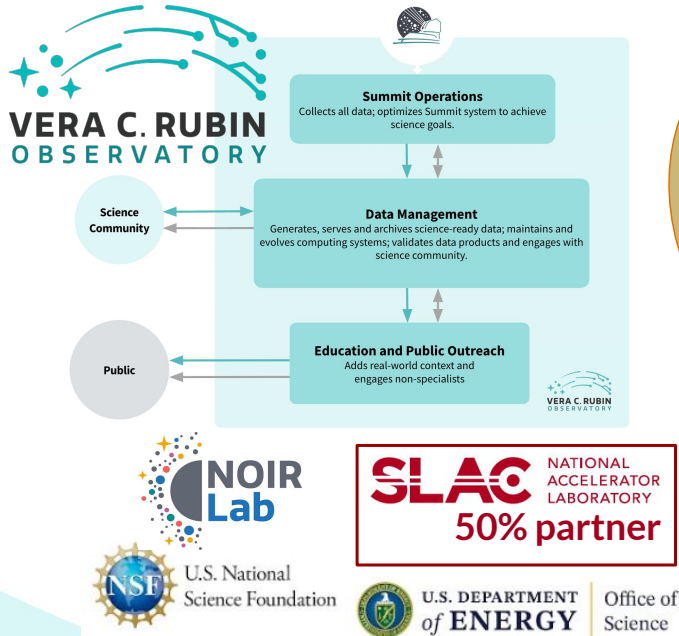 VERA C. RUBIN
OBSERVATORY
Summit Operations
Collects all data; optimizes Summit system to achieve
science goals.
Science
Community
Data Management
Generates, serves and archives science-ready data; maintains and
evolves computing systems; validates data products and engages with
science community.
Public
Education and Public Outreach
Adds real-world context and
engages non-specialists
VERA C. RUBIN
OBSERVATORY
NOIR
Lab
SLAC
NATIONAL
ACCELERATOR
LABORATORY
50% partner
NSF
U.S. National
Science Foundation
U.S. DEPARTMENT
of ENERGY
Office of
Science